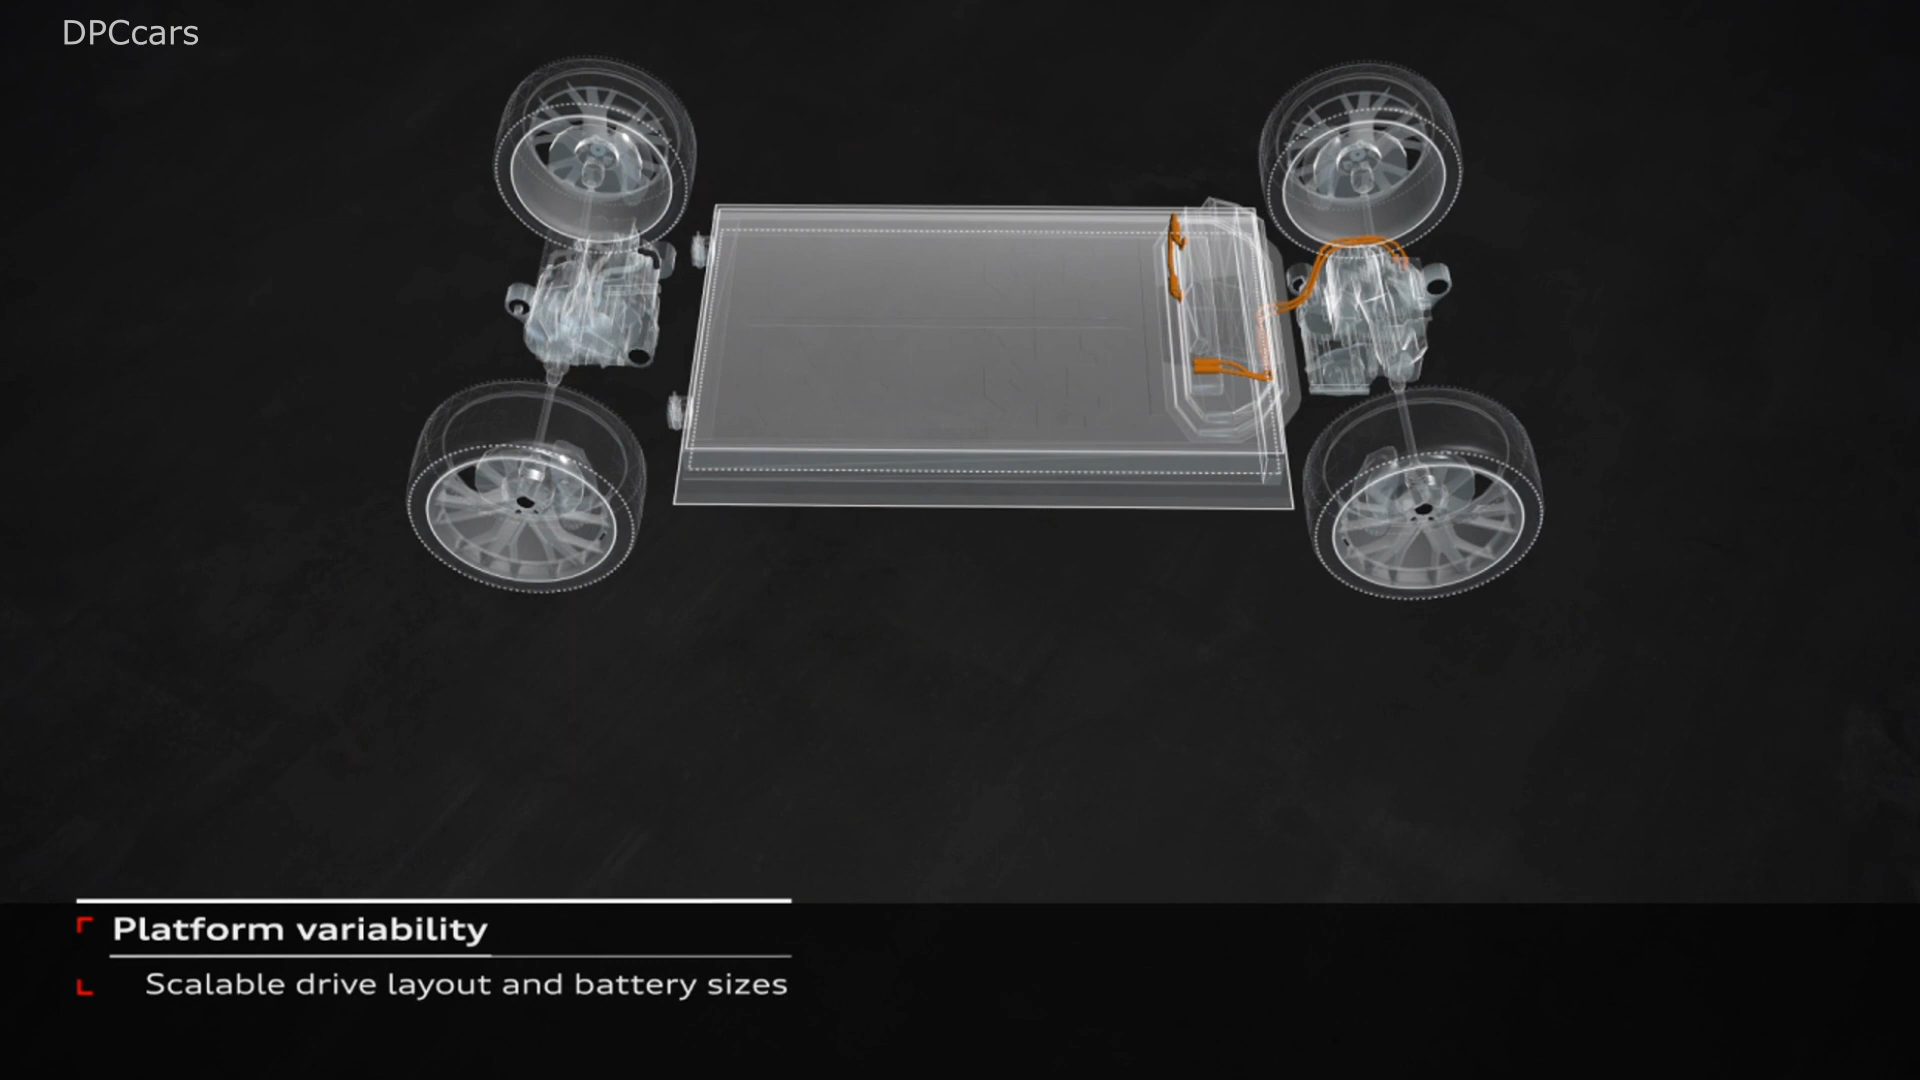 DPCcars
Platform variability
Scalable drive layout and battery sizes